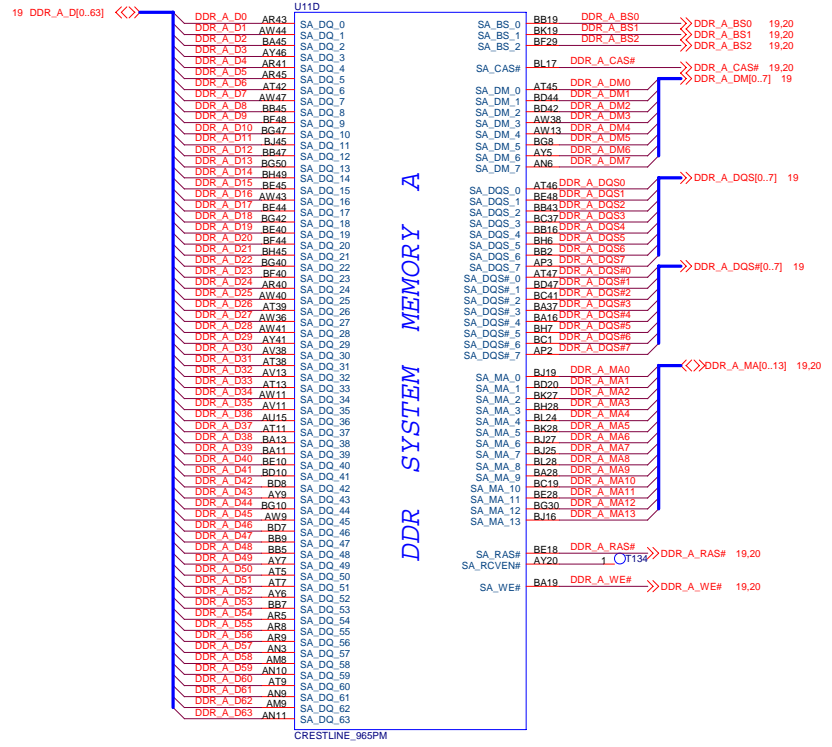 U11D
19 DDR_A_D[0..63]
DDR_A_D0 AR43 SA_DQ_0
DDR_A_D1 AW44 SA_DQ_1
DDR_A_D2 BA45 SA_DQ_2
DDR_A_D3 AY46 SA_DQ_3
DDR_A_D4 AR41 SA_DQ_4
DDR_A_D5 AR45 SA_DQ_5
DDR_A_D6 AT42 SA_DQ_6
DDR_A_D7 AW47 SA_DQ_7
DDR_A_D8 BB45 SA_DQ_8
DDR_A_D9 BF48 SA_DQ_9
DDR_A_D10 BG47 SA_DQ_10
DDR_A_D11 BJ45 SA_DQ_11
DDR_A_D12 BB47 SA_DQ_12
DDR_A_D13 BG50 SA_DQ_13
DDR_A_D14 BH49 SA_DQ_14
DDR_A_D15 BE45 SA_DQ_15
DDR_A_D16 AW43 SA_DQ_16
DDR_A_D17 BE44 SA_DQ_17
DDR_A_D18 BG42 SA_DQ_18
DDR_A_D19 BE40 SA_DQ_19
DDR_A_D20 BF44 SA_DQ_20
DDR_A_D21 BH45 SA_DQ_21
DDR_A_D22 BG40 SA_DQ_22
DDR_A_D23 BF40 SA_DQ_23
DDR_A_D24 AR40 SA_DQ_24
DDR_A_D25 AW40 SA_DQ_25
DDR_A_D26 AT39 SA_DQ_26
DDR_A_D27 AW36 SA_DQ_27
DDR_A_D28 AW41 SA_DQ_28
DDR_A_D29 AY41 SA_DQ_29
DDR_A_D30 AV38 SA_DQ_30
DDR_A_D31 AT38 SA_DQ_31
DDR_A_D32 AV13 SA_DQ_32
DDR_A_D33 AT13 SA_DQ_33
DDR_A_D34 AW11 SA_DQ_34
DDR_A_D35 AV11 SA_DQ_35
DDR_A_D36 AU15 SA_DQ_36
DDR_A_D37 AT11 SA_DQ_37
DDR_A_D38 BA13 SA_DQ_38
DDR_A_D39 BA11 SA_DQ_39
DDR_A_D40 BE10 SA_DQ_40
DDR_A_D41 BD10 SA_DQ_41
DDR_A_D42 BD8 SA_DQ_42
DDR_A_D43 AY9 SA_DQ_43
DDR_A_D44 BG10 SA_DQ_44
DDR_A_D45 AW9 SA_DQ_45
DDR_A_D46 BD7 SA_DQ_46
DDR_A_D47 BB9 SA_DQ_47
DDR_A_D48 BB5 SA_DQ_48
DDR_A_D49 AY7 SA_DQ_49
DDR_A_D50 AT5 SA_DQ_50
DDR_A_D51 AT7 SA_DQ_51
DDR_A_D52 AY6 SA_DQ_52
DDR_A_D53 BB7 SA_DQ_53
DDR_A_D54 AR5 SA_DQ_54
DDR_A_D55 AR8 SA_DQ_55
DDR_A_D56 AR9 SA_DQ_56
DDR_A_D57 AN3 SA_DQ_57
DDR_A_D58 AM8 SA_DQ_58
DDR_A_D59 AN10 SA_DQ_59
DDR_A_D60 AT9 SA_DQ_60
DDR_A_D61 AN9 SA_DQ_61
DDR_A_D62 AM9 SA_DQ_62
DDR_A_D63 AN11 SA_DQ_63
DDR SYSTEM MEMORY A
SA_BS_0 BB19 DDR_A_BS0 DDR_A_BS0 19,20
SA_BS_1 BK19 DDR_A_BS1 DDR_A_BS1 19,20
SA_BS_2 BF29 DDR_A_BS2 DDR_A_BS2 19,20
SA_CAS# BL17 DDR_A_CAS# DDR_A_CAS# 19,20
DDR_A_DM[0..7] 19
SA_DM_0 AT45 DDR_A_DM0
SA_DM_1 BD44 DDR_A_DM1
SA_DM_2 BD42 DDR_A_DM2
SA_DM_3 AW38 DDR_A_DM3
SA_DM_4 AW13 DDR_A_DM4
SA_DM_5 BG8 DDR_A_DM5
SA_DM_6 AY5 DDR_A_DM6
SA_DM_7 AN6 DDR_A_DM7
DDR_A_DQS[0..7] 19
SA_DQS_0 AT46 DDR_A_DQS0
SA_DQS_1 BE48 DDR_A_DQS1
SA_DQS_2 BB43 DDR_A_DQS2
SA_DQS_3 BC37 DDR_A_DQS3
SA_DQS_4 BB16 DDR_A_DQS4
SA_DQS_5 BH6 DDR_A_DQS5
SA_DQS_6 BB2 DDR_A_DQS6
SA_DQS_7 AP3 DDR_A_DQS7
DDR_A_DQS#[0..7] 19
SA_DQS#_0 AT47 DDR_A_DQS#0
SA_DQS#_1 BD47 DDR_A_DQS#1
SA_DQS#_2 BC41 DDR_A_DQS#2
SA_DQS#_3 BA37 DDR_A_DQS#3
SA_DQS#_4 BA16 DDR_A_DQS#4
SA_DQS#_5 BH7 DDR_A_DQS#5
SA_DQS#_6 BC1 DDR_A_DQS#6
SA_DQS#_7 AP2 DDR_A_DQS#7
DDR_A_MA[0..13] 19,20
SA_MA_0 BJ19 DDR_A_MA0
SA_MA_1 BD20 DDR_A_MA1
SA_MA_2 BK27 DDR_A_MA2
SA_MA_3 BH28 DDR_A_MA3
SA_MA_4 BL24 DDR_A_MA4
SA_MA_5 BK28 DDR_A_MA5
SA_MA_6 BJ27 DDR_A_MA6
SA_MA_7 BJ25 DDR_A_MA7
SA_MA_8 BL28 DDR_A_MA8
SA_MA_9 BA28 DDR_A_MA9
SA_MA_10 BC19 DDR_A_MA10
SA_MA_11 BE28 DDR_A_MA11
SA_MA_12 BG30 DDR_A_MA12
SA_MA_13 BJ16 DDR_A_MA13
SA_RAS# BE18 DDR_A_RAS# DDR_A_RAS# 19,20
SA_RCVEN# AY20 1 T134
SA_WE# BA19 DDR_A_WE# DDR_A_WE# 19,20
CRESTLINE_965PM